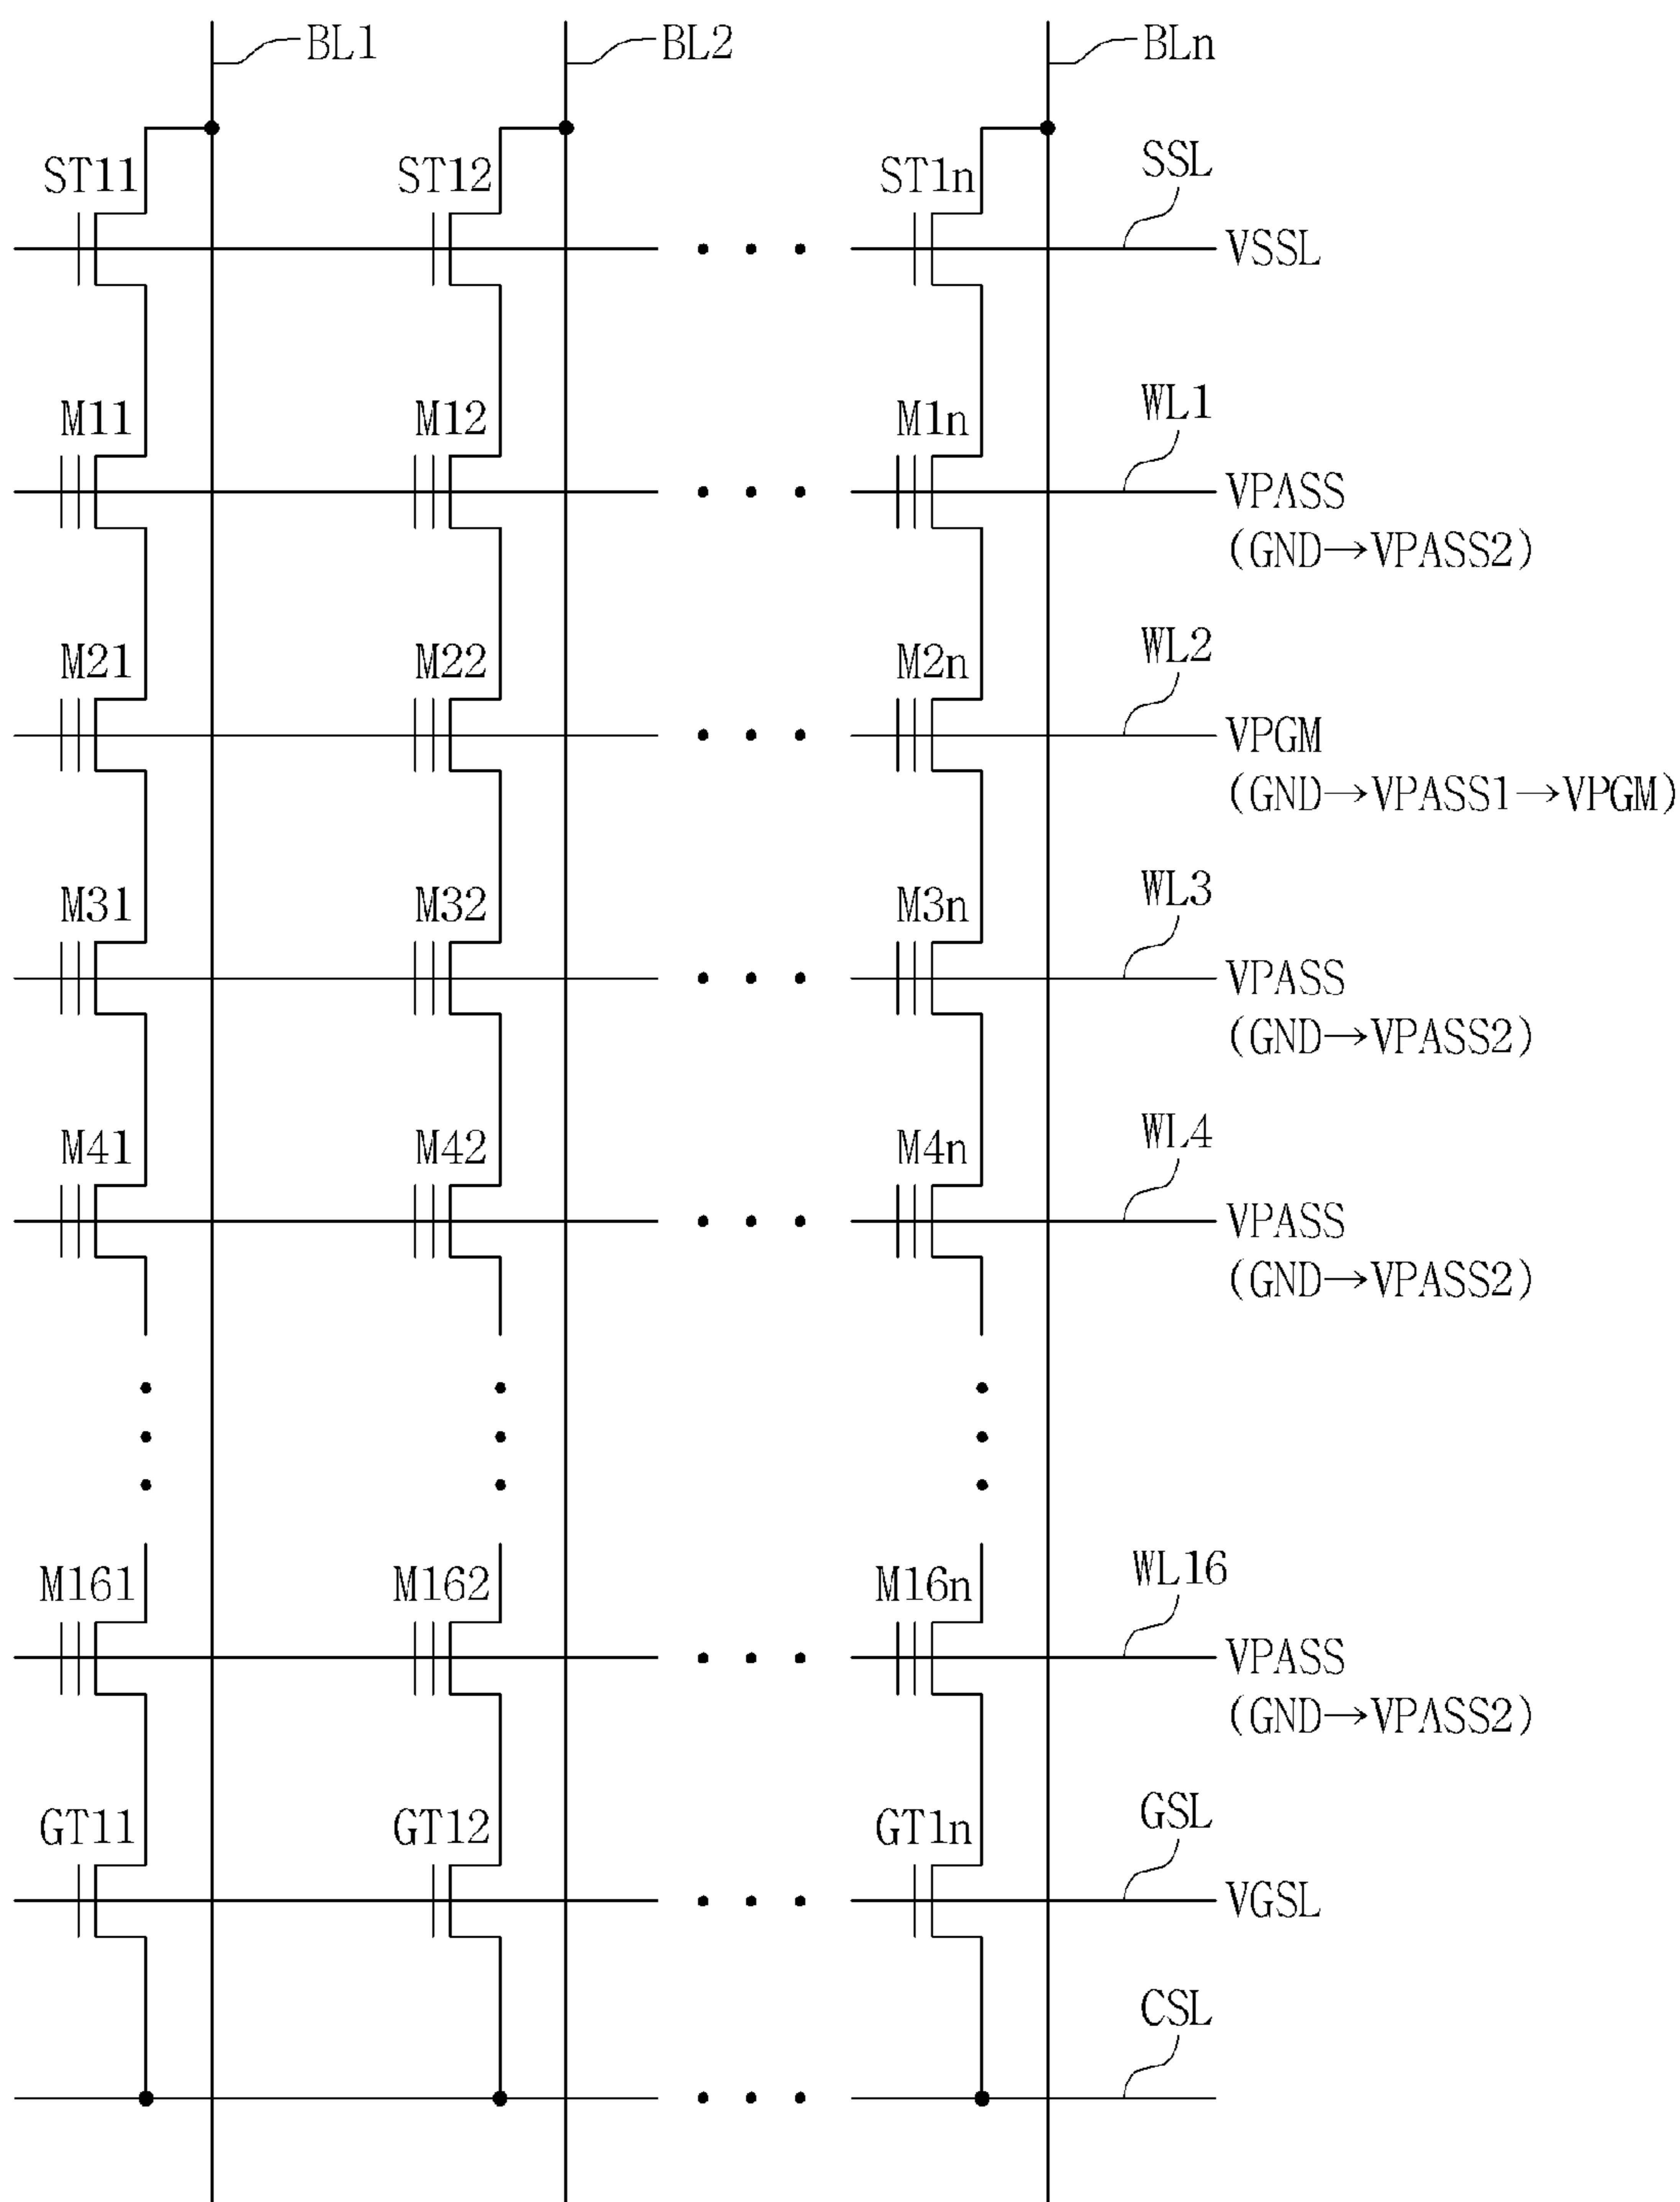 BL1 BL2 BLn
ST11 ST12 ST1n SSL
VSSL
M11 M12 M1n WL1
VPASS
(GND→VPASS2)
M21 M22 M2n WL2
VPGM
(GND→VPASS1→VPGM)
M31 M32 M3n WL3
VPASS
(GND→VPASS2)
M41 M42 M4n WL4
VPASS
(GND→VPASS2)
M161 M162 M16n WL16
VPASS
(GND→VPASS2)
GT11 GT12 GT1n GSL
VGSL
CSL